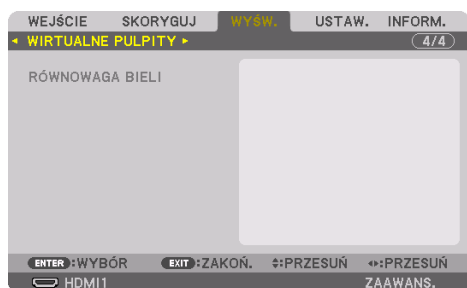 WEJŚCIE SKORYGUJ WYŚW. USTAW. INFORM.
◂ WIRTUALNE PULPITY ▸ 4/4
RÓWNOWAGA BIELI
ENTER :WYBÓR EXIT :ZAKOŃ. :PRZESUŃ :PRZESUŃ
HDMI1 ZAAWANS.